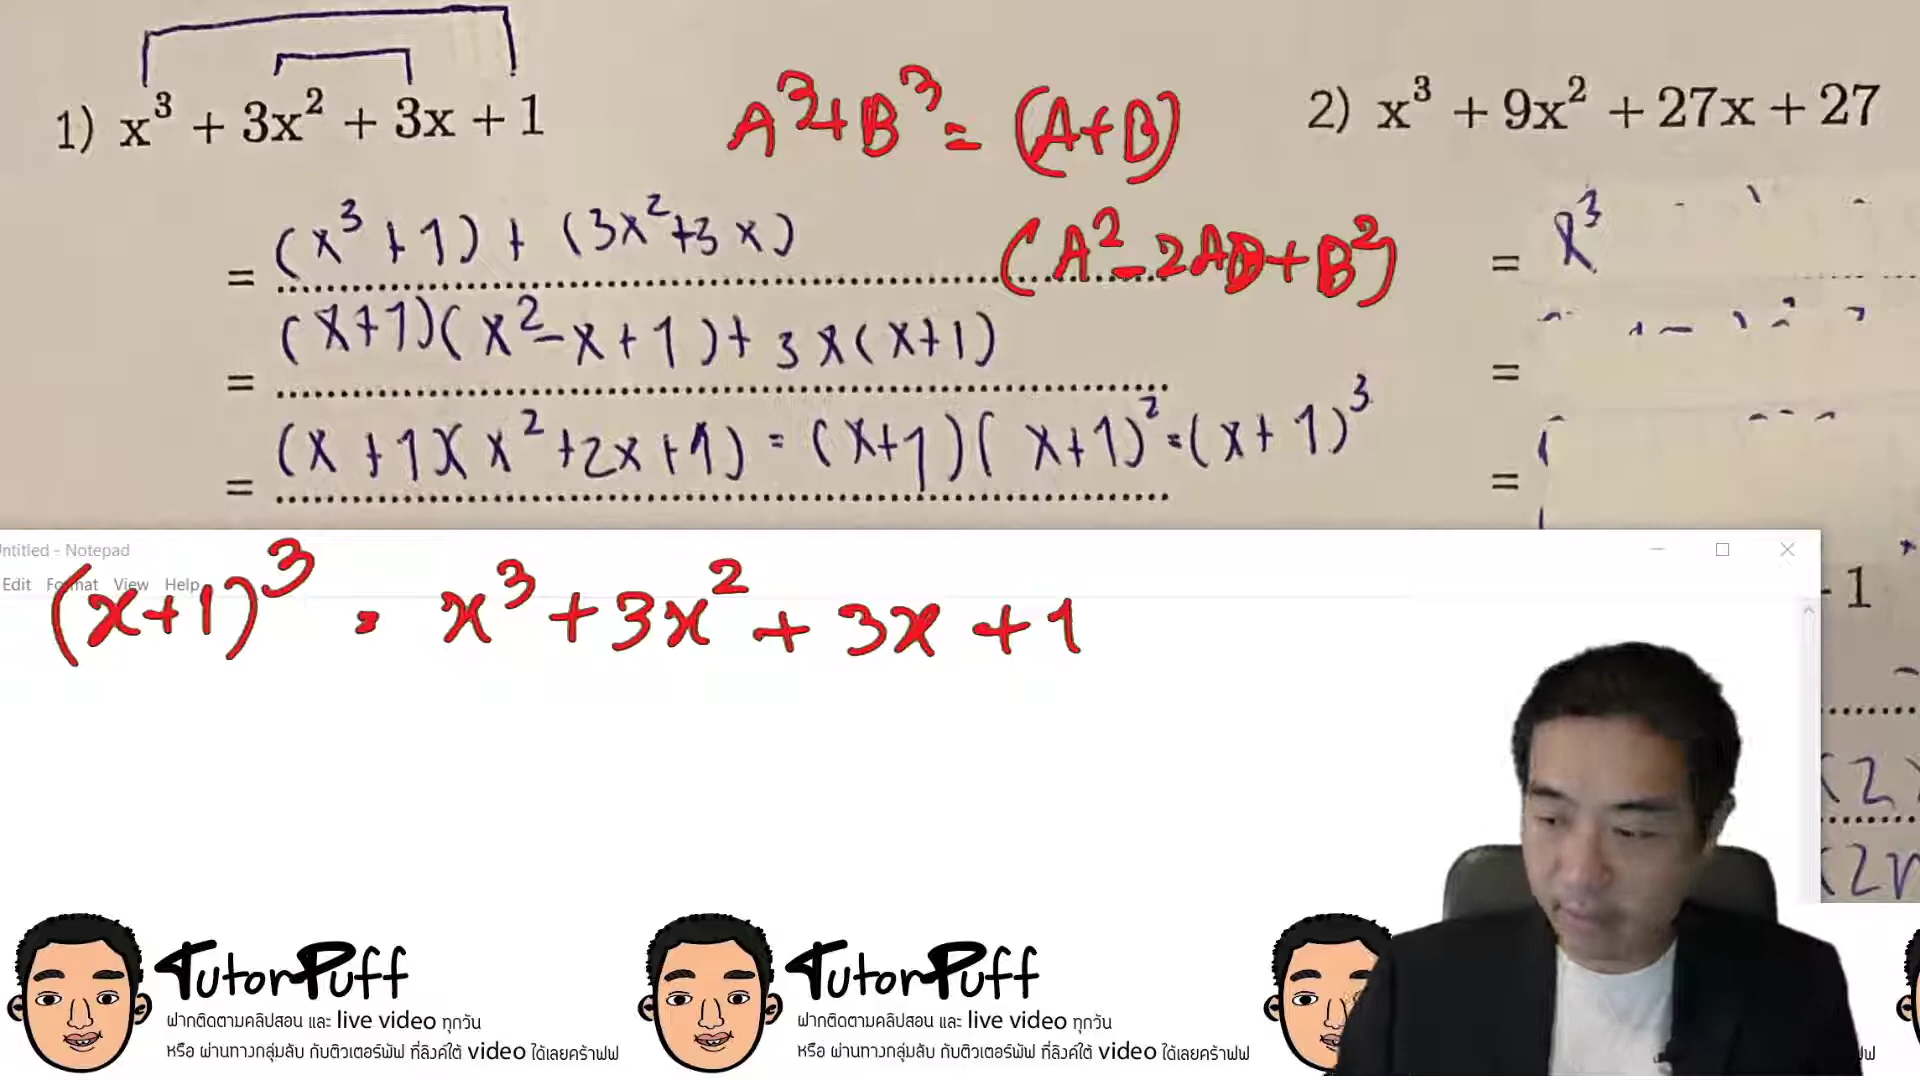 1) x³ + 3x² + 3x + 1
= (x³ + 1) + (3x² + 3x)
= (x+1)(x² - x + 1) + 3x(x+1)
= (x + 1)(x² + 2x + 1) = (x+1)(x+1)² = (x + 1)³
A³ + B³ = (A+B)
(A² - 2AB + B²)
2) x³ + 9x² + 27x + 27
= x³
=
=
- 1
(2
(2
Untitled - Notepad
Edit Format View Help
(x+1)³ = x³ + 3x² + 3x + 1
TutorPuff
ฝากติดตามคลิปสอน และ live video ทุกวัน
หรือ ผ่านทางกลุ่มลับ กับติวเตอร์พัฟ ที่ลิงค์ใต้ video ได้เลยคร้าฟฟ
TutorPuff
ฝากติดตามคลิปสอน และ live video ทุกวัน
หรือ ผ่านทางกลุ่มลับ กับติวเตอร์พัฟ ที่ลิงค์ใต้ video ได้เลยคร้าฟฟ